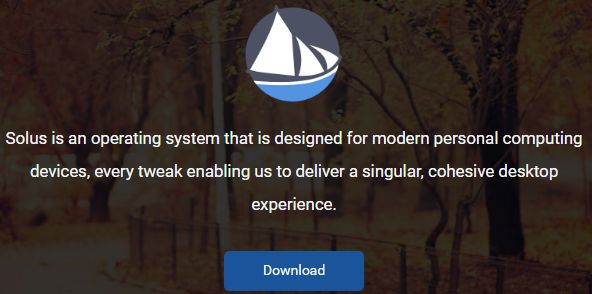 Solus is an operating system that is designed for modern personal computing
devices, every tweak enabling us to deliver a singular, cohesive desktop
experience.
Download